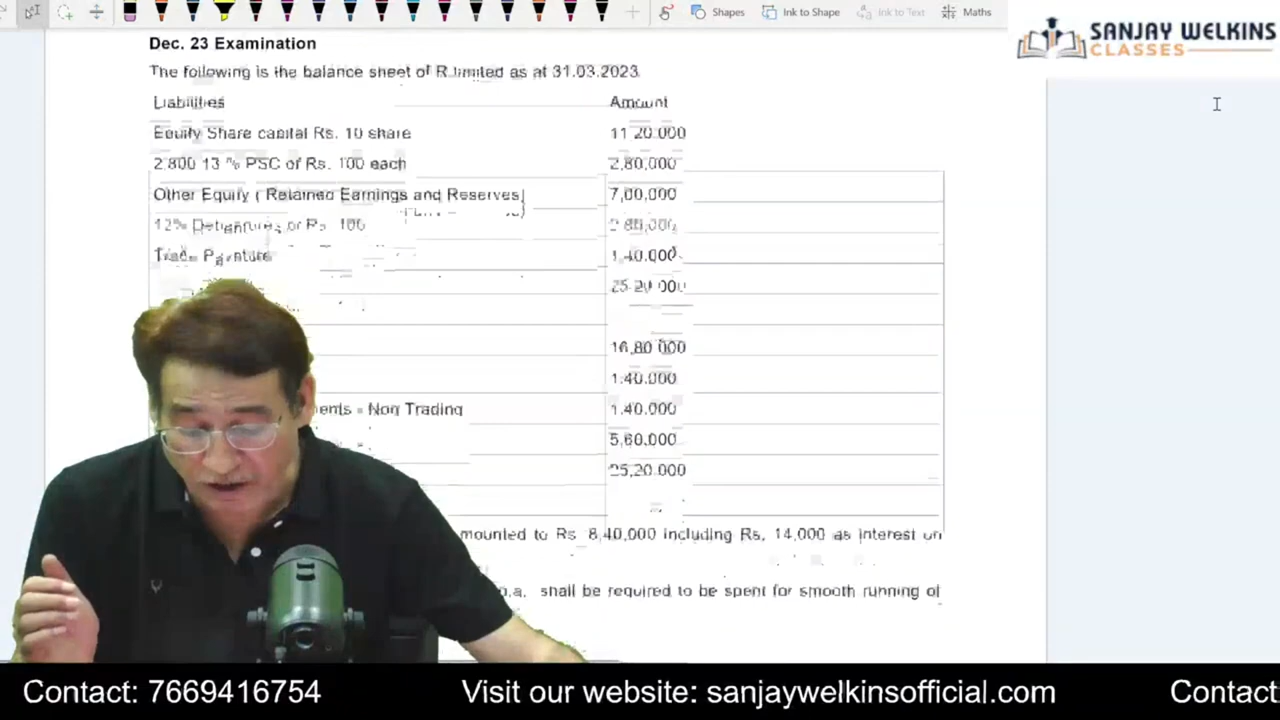 Shapes
Ink to Shape
Ink to Text
Maths
SANJAY WELKINS
CLASSES
Dec. 23 Examination
The following is the balance sheet of R limited as at 31.03.2023.
Liabilities Amount
Equity Share capital Rs. 10 share 11,20,000
2,800 13 % PSC of Rs. 100 each 2,80,000
Other Equity ( Retained Earnings and Reserves) 7,00,000
12% Debentures of Rs. 100
1,40,000
25,20,000
16,80,000
1,40,000
ents - Non Trading 1,40,000
5,60,000
25,20,000
mounted to Rs. 8,40,000 including Rs. 14,000 as interest on
p.a. shall be required to be spent for smooth running of
Contact: 7669416754 Visit our website: sanjaywelkinsofficial.com Contact